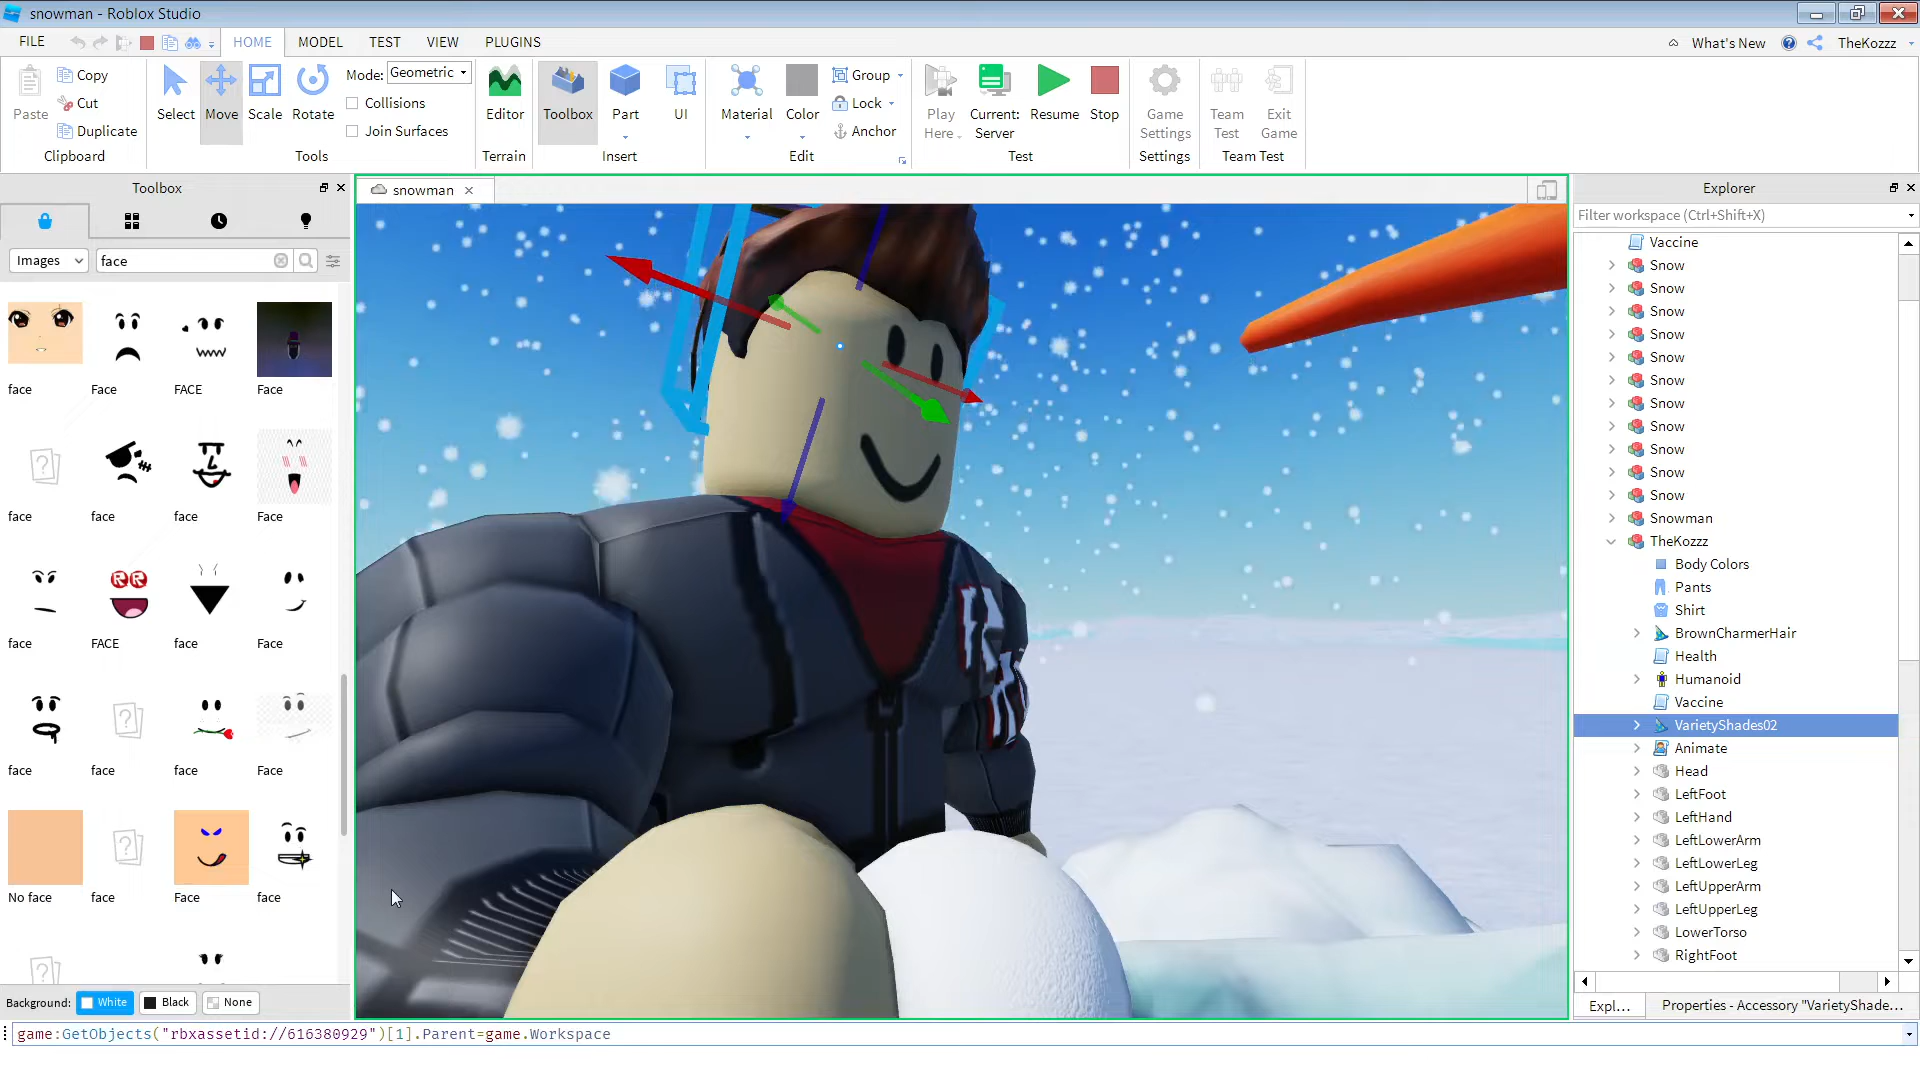 snowman - Roblox Studio
FILE
HOME
MODEL
TEST
VIEW
PLUGINS
What's New
TheKozzz
Paste
Copy
Cut
Duplicate
Clipboard
Select
Move
Scale
Rotate
Mode: Geometric
Collisions
Join Surfaces
Tools
Editor
Terrain
Toolbox
Part
UI
Insert
Material
Color
Group
Lock
Anchor
Edit
Play
Here
Current:
Server
Resume
Stop
Test
Game
Settings
Settings
Team
Test
Exit
Game
Team Test
Toolbox
Images
face
face
Face
FACE
Face
face
face
face
Face
face
FACE
face
Face
face
face
face
Face
No face
face
Face
face
Background:
White
Black
None
snowman
Explorer
Filter workspace (Ctrl+Shift+X)
Vaccine
Snow
Snow
Snow
Snow
Snow
Snow
Snow
Snow
Snow
Snow
Snow
Snowman
TheKozzz
Body Colors
Pants
Shirt
BrownCharmerHair
Health
Humanoid
Vaccine
VarietyShades02
Animate
Head
LeftFoot
LeftHand
LeftLowerArm
LeftLowerLeg
LeftUpperArm
LeftUpperLeg
LowerTorso
RightFoot
Expl...
Properties - Accessory "VarietyShade...
game:GetObjects("rbxassetid://616380929")[1].Parent=game.Workspace